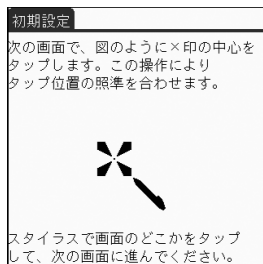 初期設定
次の画面で、図のように×印の中心を
タップします。この操作により
タップ位置の照準を合わせます。
スタイラスで画面のどこかをタップ
して、次の画面に進んでください。